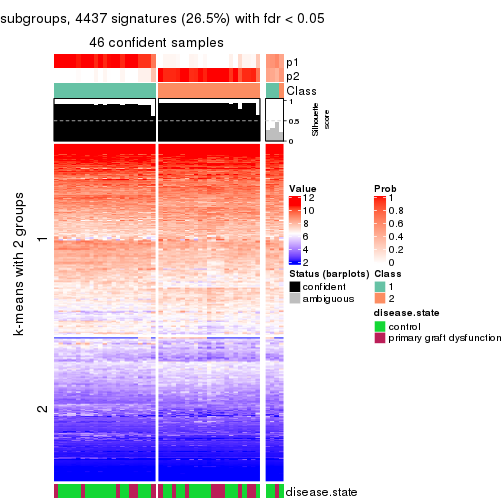 subgroups, 4437 signatures (26.5%) with fdr < 0.05
46 confident samples
p1
p2
Class
1
0.5
0
Silhouette
score
k-means with 2 groups
1
2
Value
12
10
8
6
4
2
Prob
1
0.8
0.6
0.4
0.2
0
Status (barplots)
confident
ambiguous
Class
1
2
disease.state
control
primary graft dysfunction
disease.state